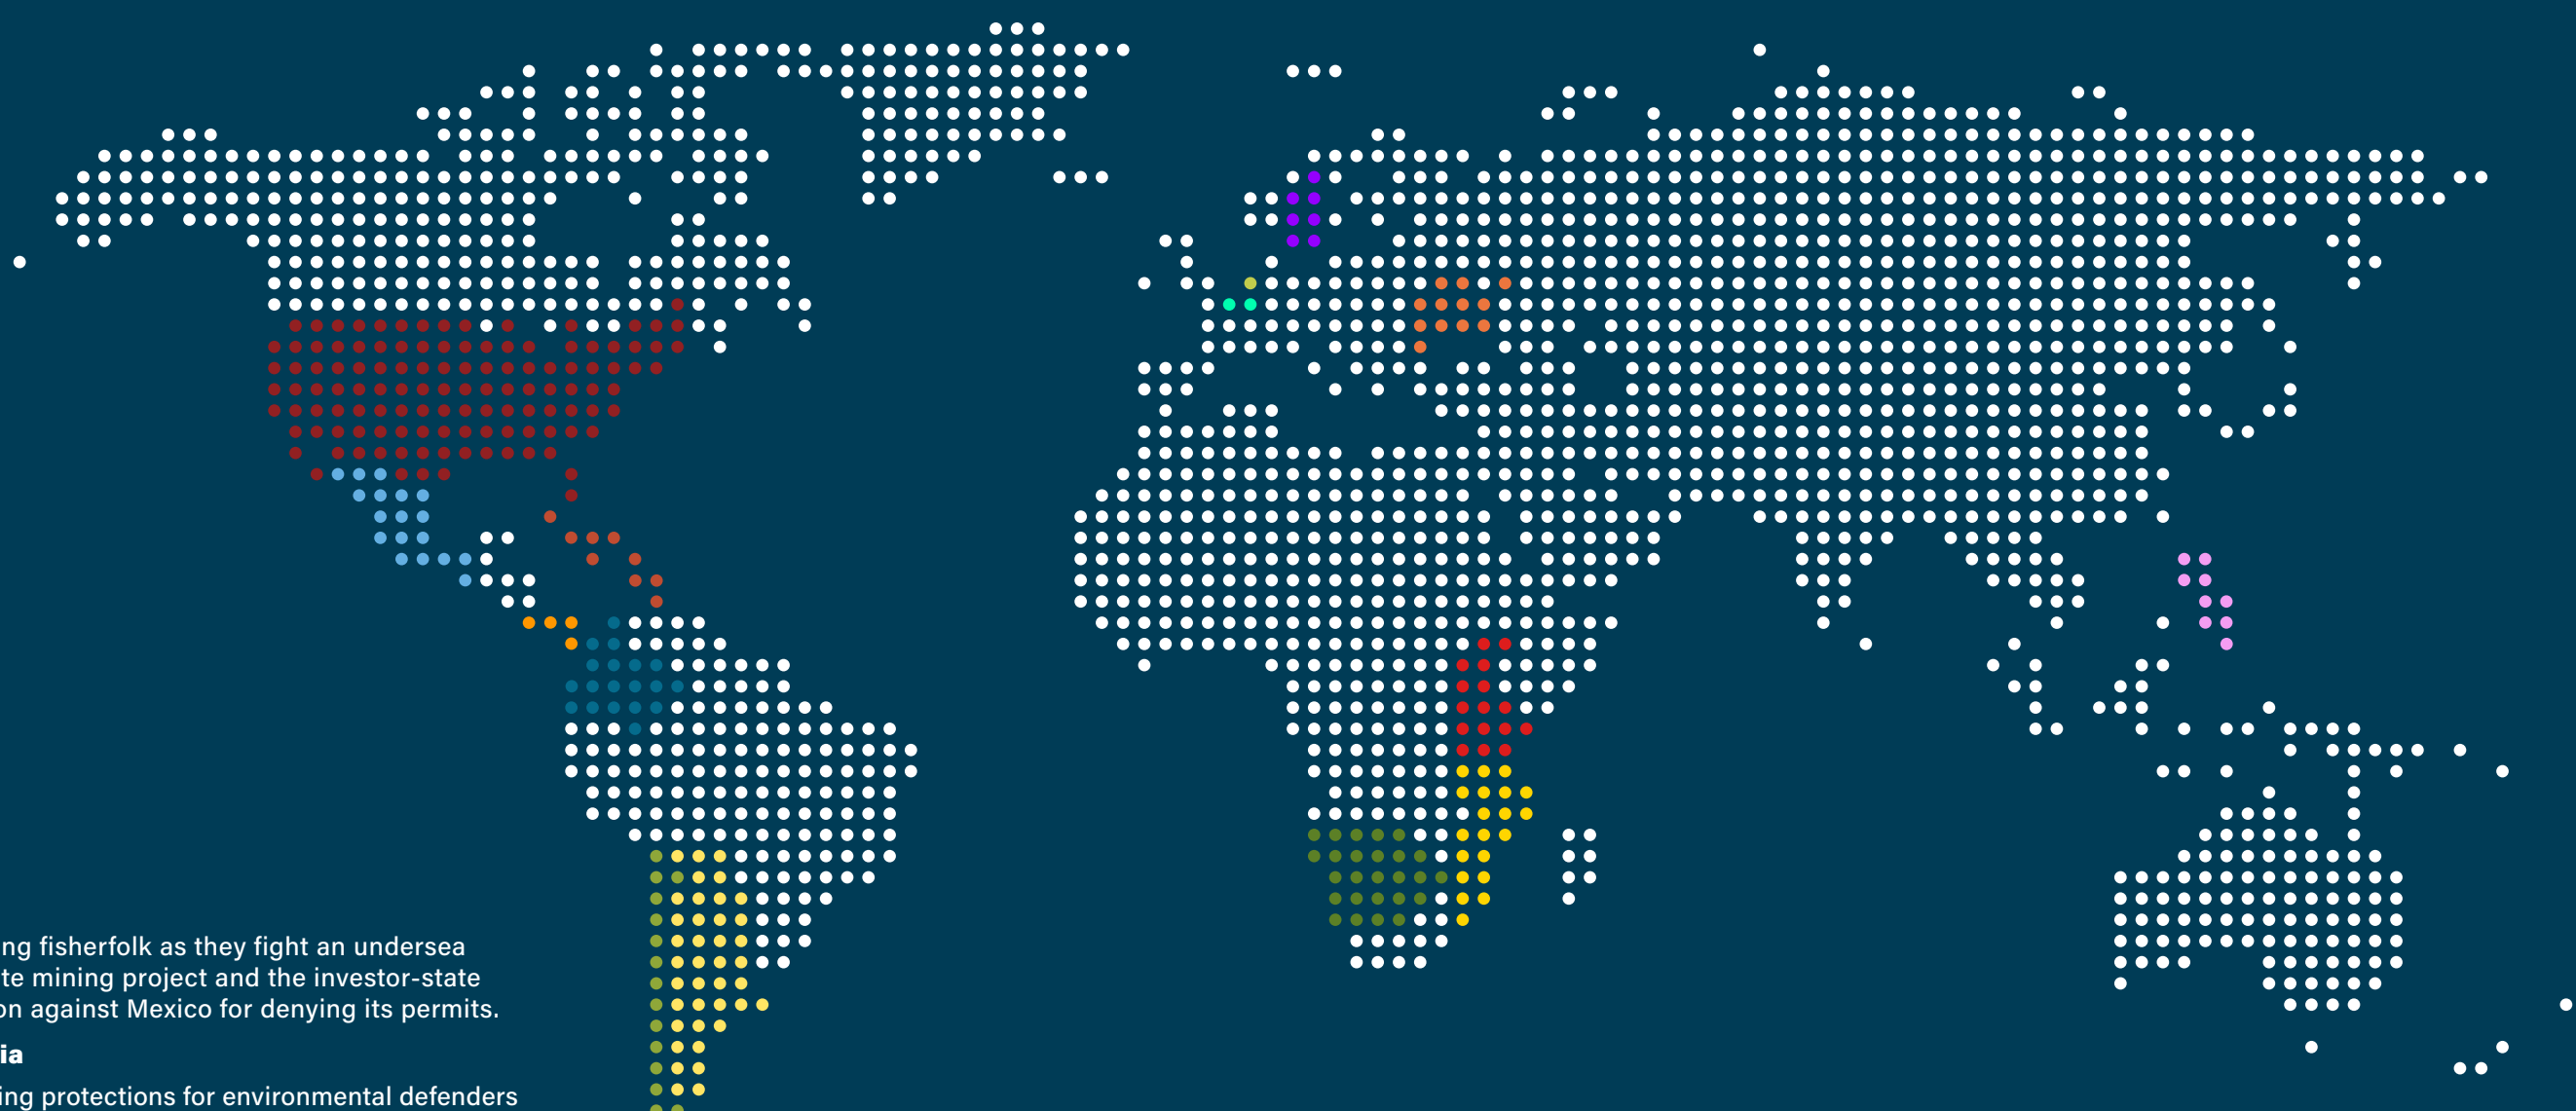 ng fisherfolk as they fight an undersea
te mining project and the investor-state
on against Mexico for denying its permits.
ia
ing protections for environmental defenders